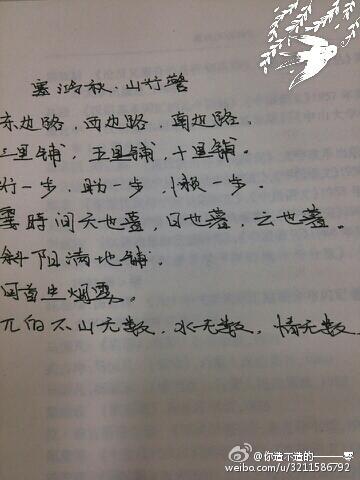 塞鸿秋·山行警
东边路，西边路，南边路。
五里铺，七里铺，十里铺。
行一步，盼一步，懒一步。
霎時间天也暮，日也暮，云也暮。
斜阳满地铺。
回首生烟雾。
兀的不山无数，水无数，情无数
@你造不造的———零
weibo.com/u/3211586792